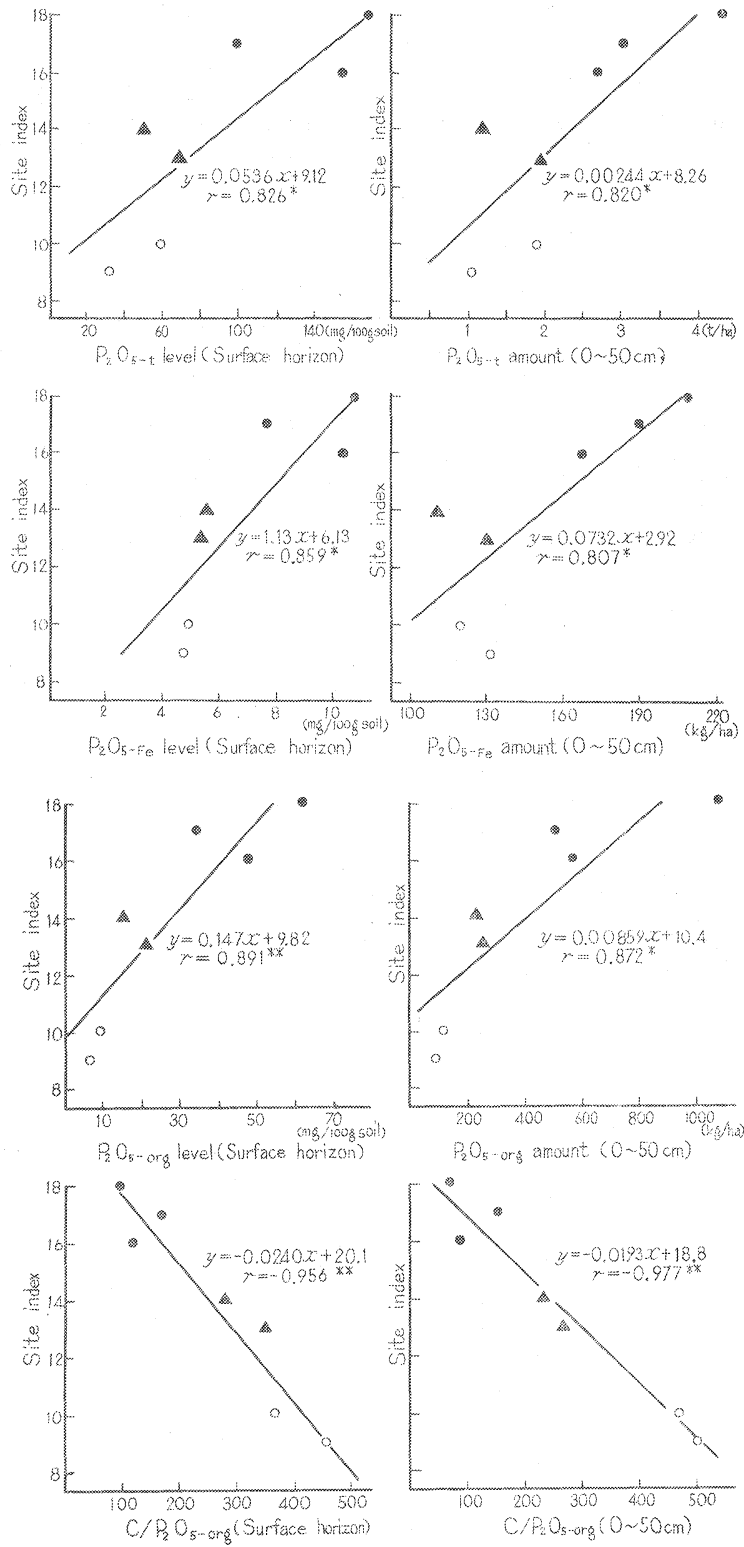 18
16
14
12
10
8
Site index
y=0.0536x+9.12
r=0.826*
20 60 100 140(mg/100g soil)
P₂O₅₋t level (Surface horizon)
Site index
y=0.00244x+8.26
r=0.820*
1 2 3 4(t/ha)
P₂O₅₋t amount (0~50cm)
18
16
14
12
10
8
Site index
y=1.13x+6.13
r=0.859*
2 4 6 8 10
(mg/100g soil)
P₂O₅₋Fe level (Surface horizon)
Site index
y=0.0732x+2.92
r=0.807*
100 130 160 190 220
(kg/ha)
P₂O₅₋Fe amount (0~50cm)
18
16
14
12
10
8
Site index
y=0.147x+9.82
r=0.891**
10 30 50 70
(mg/100g soil)
P₂O₅₋org level (Surface horizon)
Site index
y=0.00859x+10.4
r=0.872*
200 400 600 800 1000
(kg/ha)
P₂O₅₋org amount (0~50cm)
18
16
14
12
10
8
Site index
y=-0.0240x+20.1
r=-0.956**
100 200 300 400 500
C/P₂O₅₋org (Surface horizon)
Site index
y=-0.0193x+18.8
r=-0.977**
100 200 300 400 500
C/P₂O₅₋org (0~50cm)